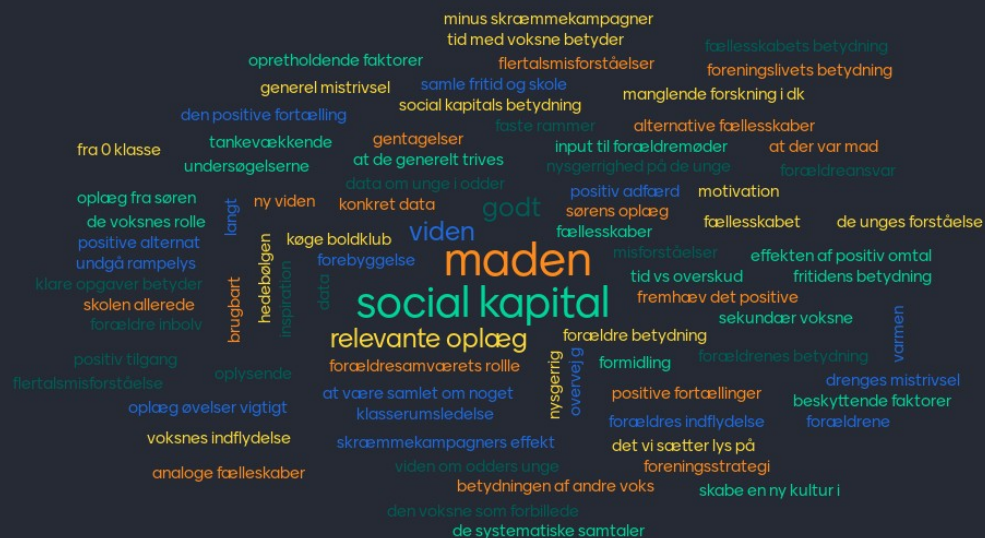 minus skræmmekampagner
tid med voksne betyder
fællesskabets betydning
opretholdende faktorer
flertalsmisforståelser
foreningslivets betydning
generel mistrivsel
samle fritid og skole
manglende forskning i dk
social kapitals betydning
den positive fortælling
faste rammer
alternative fællesskaber
tankevækkende
gentagelser
input til forældremøder
at der var mad
fra 0 klasse
undersøgelserne
at de generelt trives
nysgerrighed på de unge
forældreansvar
data om unge i odder
positiv adfærd
motivation
oplæg fra søren
langt
ny viden
konkret data
godt
sørens oplæg
fællesskabet
de unges forståelse
de voksnes rolle
viden
fællesskaber
positive alternat
køge boldklub
hedebølgen
misforståelser
effekten af positiv omtal
undgå rampelys
forebyggelse
maden
tid vs overskud
fritidens betydning
klare opgaver betyder
inspiration
data
skolen allerede
brugbart
social kapital
fremhæv det positive
forældre inbolv
sekundær voksne
varmen
relevante oplæg
forældre betydning
positiv tilgang
forældresamværets rollle
nysgerrig
overvej g
formidling
forældrenes betydning
flertalsmisforståelse
oplysende
drenges mistrivsel
at være samlet om noget
positive fortællinger
beskyttende faktorer
oplæg øvelser vigtigt
klasserumsledelse
forældres indflydelse
forældrene
voksnes indflydelse
skræmmekampagners effekt
det vi sætter lys på
analoge fælleskaber
viden om odders unge
foreningsstrategi
betydningen af andre voks
skabe en ny kultur i
den voksne som forbillede
de systematiske samtaler